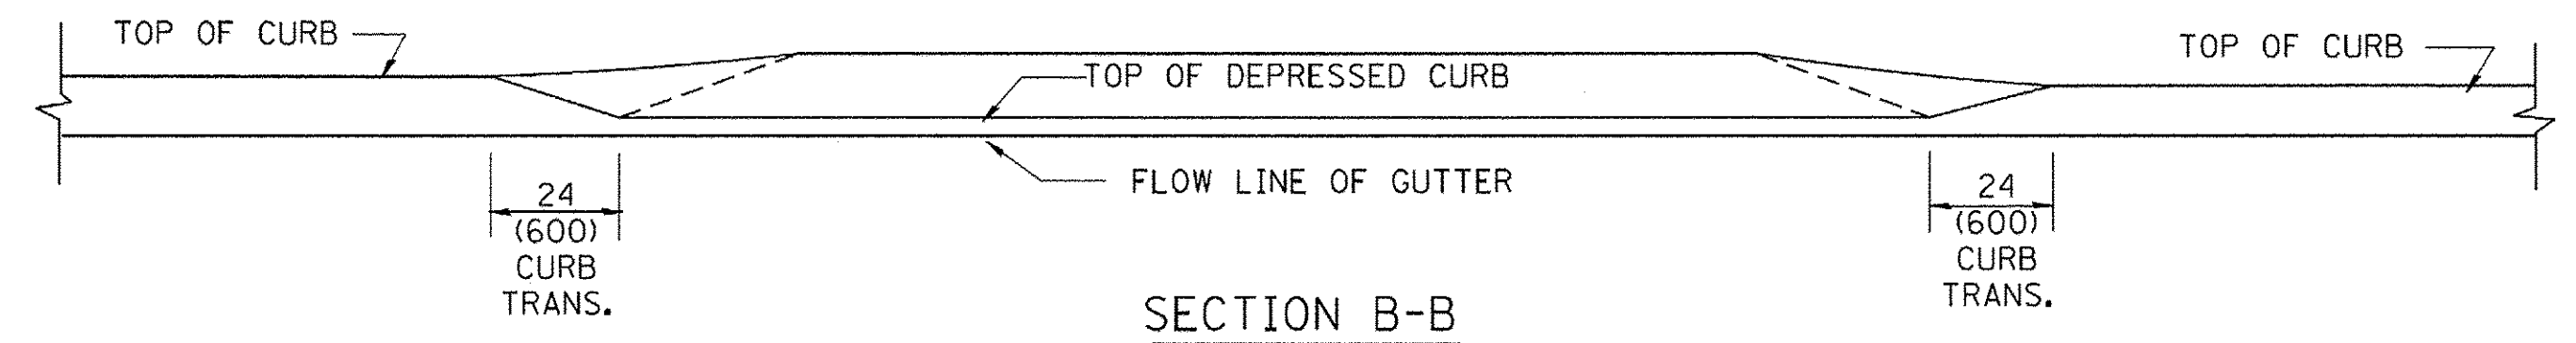 TOP OF CURB
TOP OF CURB
TOP OF DEPRESSED CURB
FLOW LINE OF GUTTER
24
(600)
CURB
TRANS.
24
(600)
CURB
TRANS.
SECTION B-B